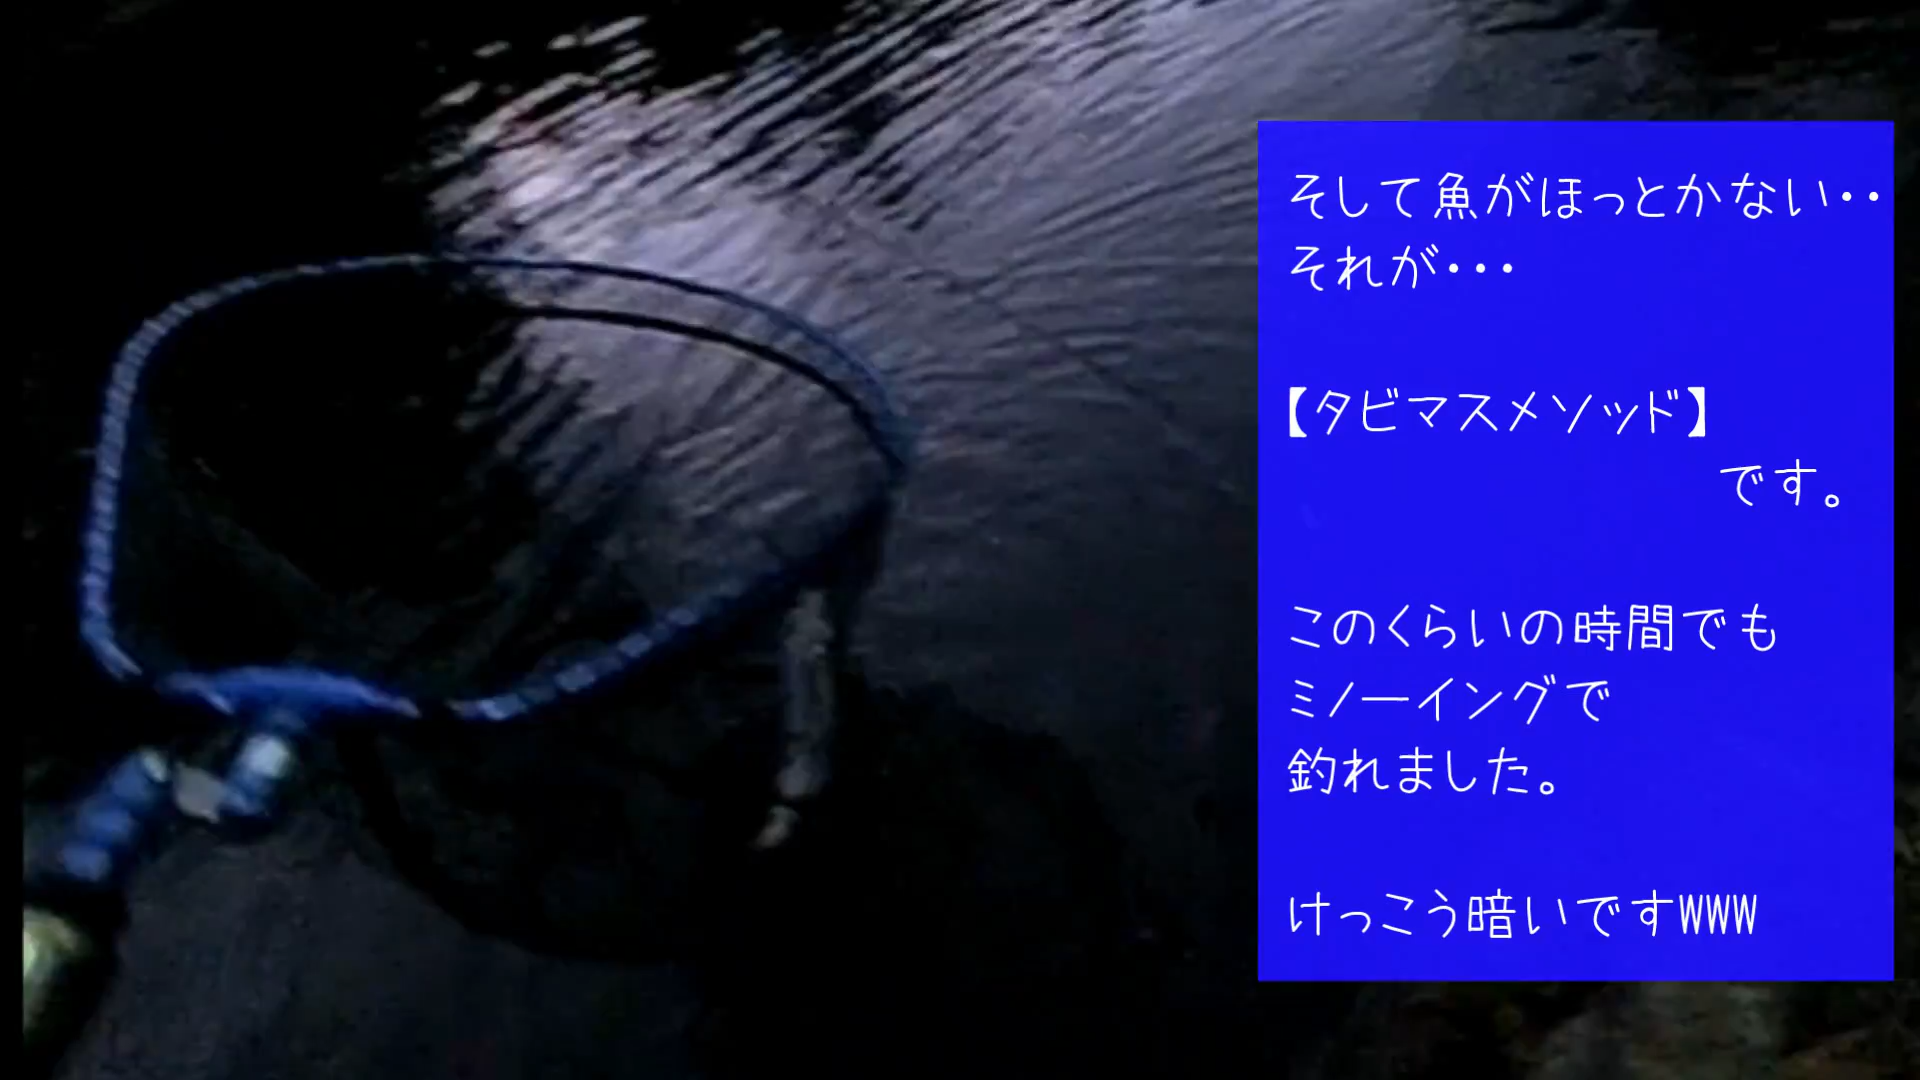 そして魚がほっとかない‥
それが・・・
【タビマスメソッド】
です。
このくらいの時間でも
ミノーイングで
釣れました。
けっこう暗いですWWW